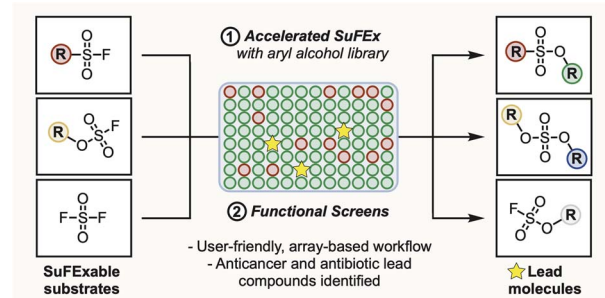 ① Accelerated SuFEx
with aryl alcohol library
R S O O F
R O S O O F
F S O O F
R S O O O R
R O S O O O R
F S O O O R
② Functional Screens
- User-friendly, array-based workflow
- Anticancer and antibiotic lead
compounds identified
SuFExable
substrates
Lead
molecules